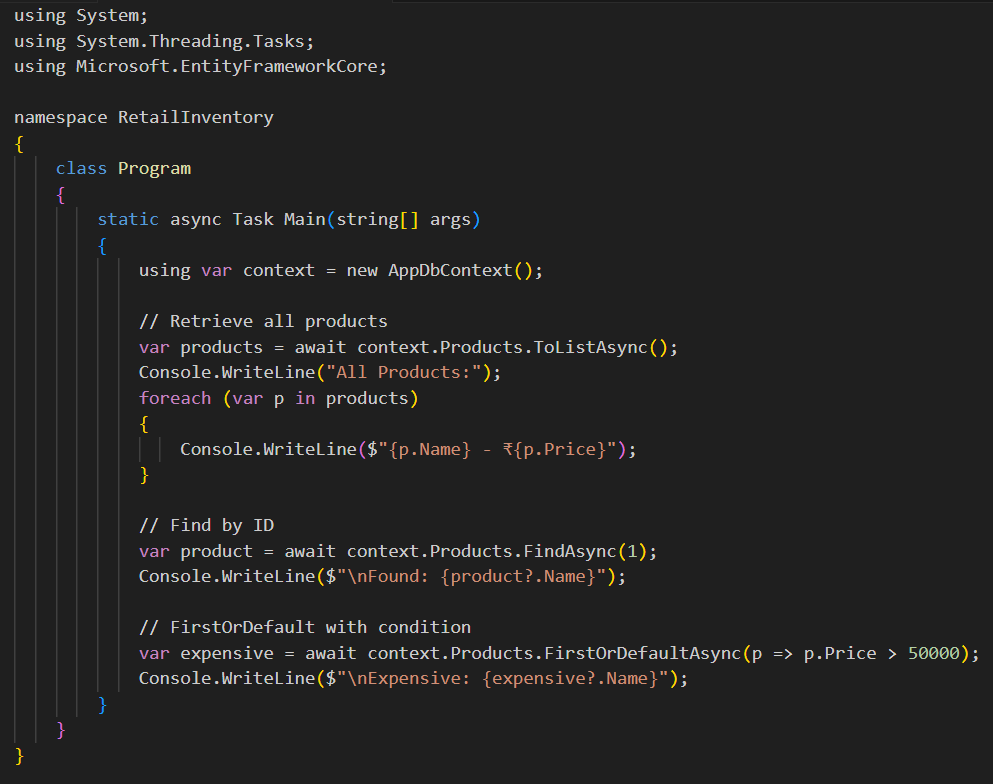 using System;
using System.Threading.Tasks;
using Microsoft.EntityFrameworkCore;

namespace RetailInventory
{
    class Program
    {
        static async Task Main(string[] args)
        {
            using var context = new AppDbContext();

            // Retrieve all products
            var products = await context.Products.ToListAsync();
            Console.WriteLine("All Products:");
            foreach (var p in products)
            {
                Console.WriteLine($"{p.Name} - ₹{p.Price}");
            }

            // Find by ID
            var product = await context.Products.FindAsync(1);
            Console.WriteLine($"\nFound: {product?.Name}");

            // FirstOrDefault with condition
            var expensive = await context.Products.FirstOrDefaultAsync(p => p.Price > 50000);
            Console.WriteLine($"\nExpensive: {expensive?.Name}");
        }
    }
}